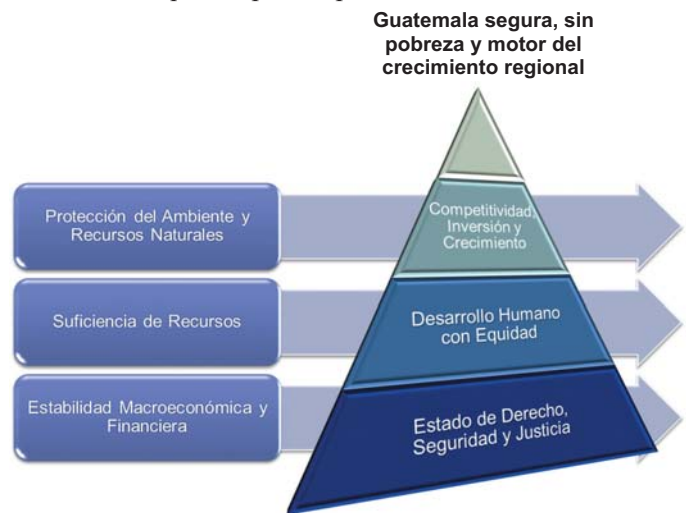 Guatemala segura, sin
pobreza y motor del
crecimiento regional
Protección del Ambiente y
Recursos Naturales
Competitividad,
Inversión y
Crecimiento
Suficiencia de Recursos
Desarrollo Humano
con Equidad
Estabilidad Macroeconómica y
Financiera
Estado de Derecho,
Seguridad y Justicia